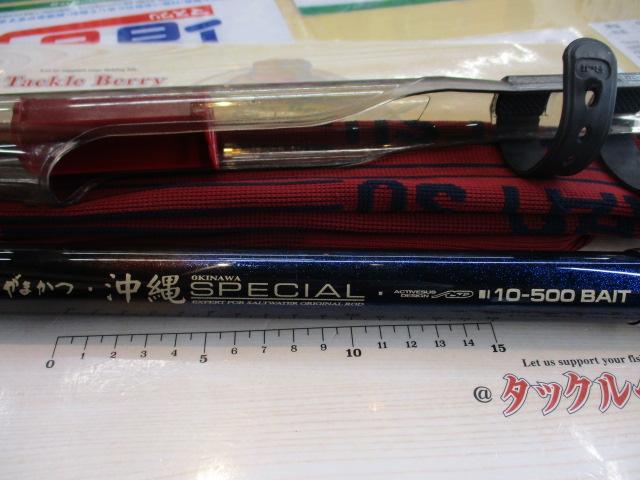 Tackle Berry
がまかつ・沖縄 OKINAWA SPECIAL
EXPERT FOR SALTWATER ORIGINAL ROD
ACTIVESUS DESIGN ASD
III 10-500 BAIT
0 1 2 3 4 5 6 7 8 9 10 11 12 13 14 15
Let us support your fis
@タックル